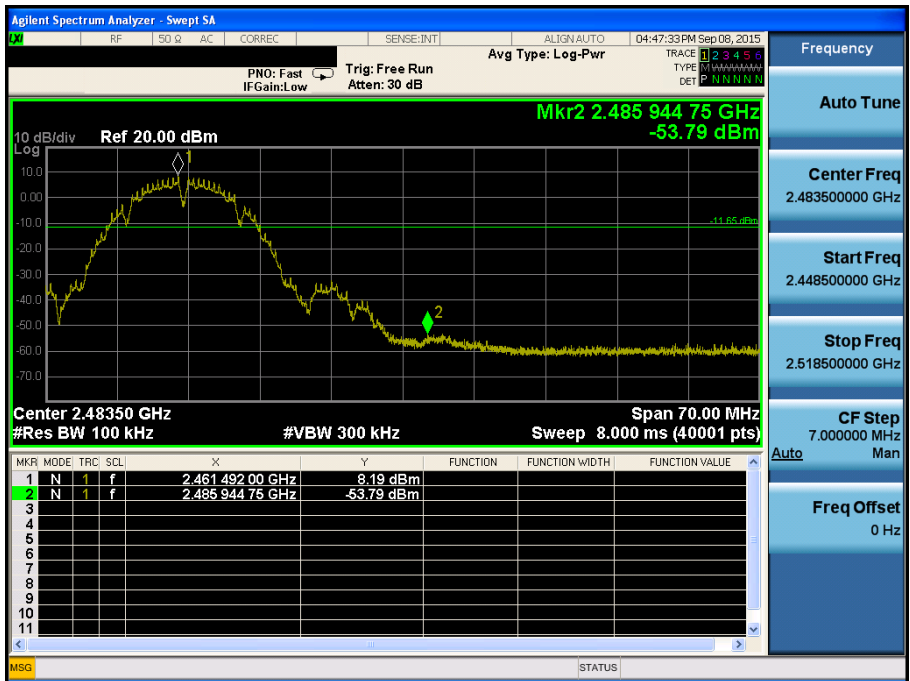 Agilent Spectrum Analyzer - Swept SA
LXI RF 50 Ω AC CORREC SENSE:INT ALIGN AUTO 04:47:33 PM Sep 08, 2015
Frequency
Avg Type: Log-Pwr
TRACE 1 2 3 4 5 6
PNO: Fast Trig: Free Run TYPE M WWWWW
IFGain:Low Atten: 30 dB DET P N N N N N
Auto Tune
Mkr2 2.485 944 75 GHz
-53.79 dBm
10 dB/div Ref 20.00 dBm
Log
1
10.0
0.00
-10.0
-11.65 dBm
-20.0
-30.0
-40.0
2
-50.0
-60.0
-70.0
Center 2.48350 GHz Span 70.00 MHz
#Res BW 100 kHz #VBW 300 kHz Sweep 8.000 ms (40001 pts)
Center Freq
2.483500000 GHz
Start Freq
2.448500000 GHz
Stop Freq
2.518500000 GHz
CF Step
7.000000 MHz
Auto Man
Freq Offset
0 Hz
MKR MODE TRC SCL X Y FUNCTION FUNCTION WIDTH FUNCTION VALUE
1 N 1 f 2.461 492 00 GHz 8.19 dBm
2 N 1 f 2.485 944 75 GHz -53.79 dBm
3
4
5
6
7
8
9
10
11
MSG STATUS